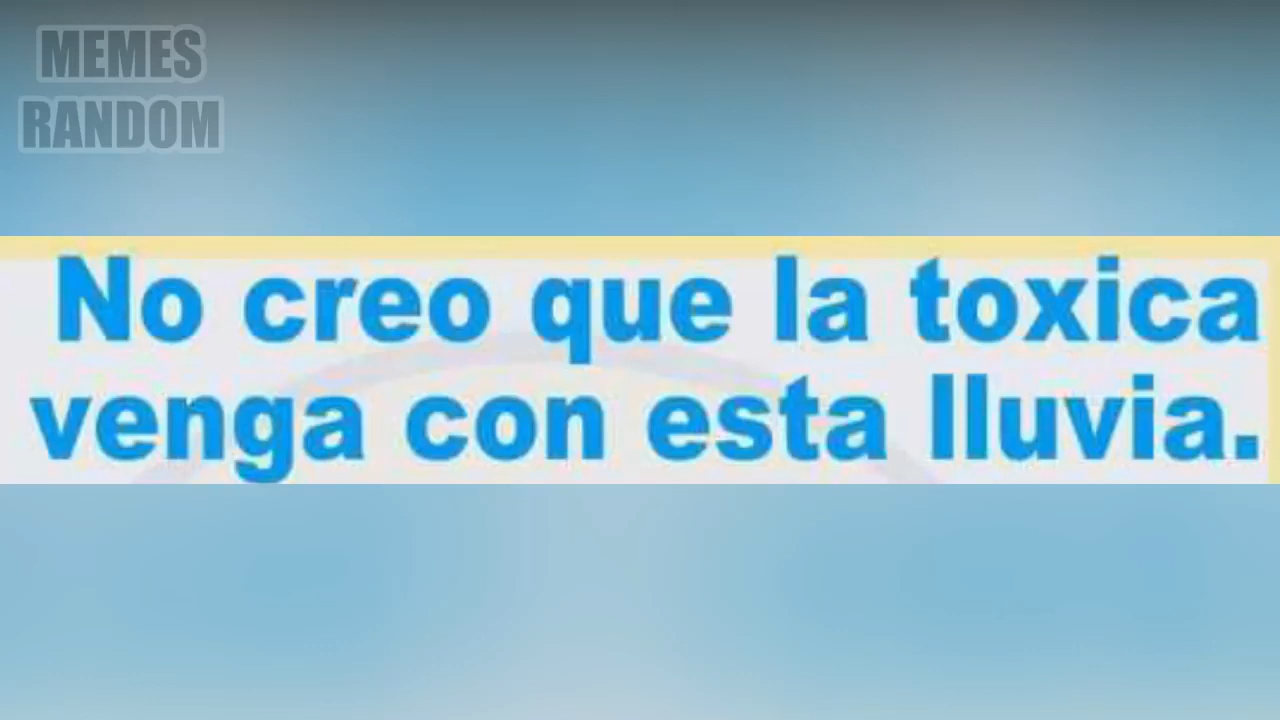 MEMES
RANDOM
No creo que la toxica
venga con esta lluvia.